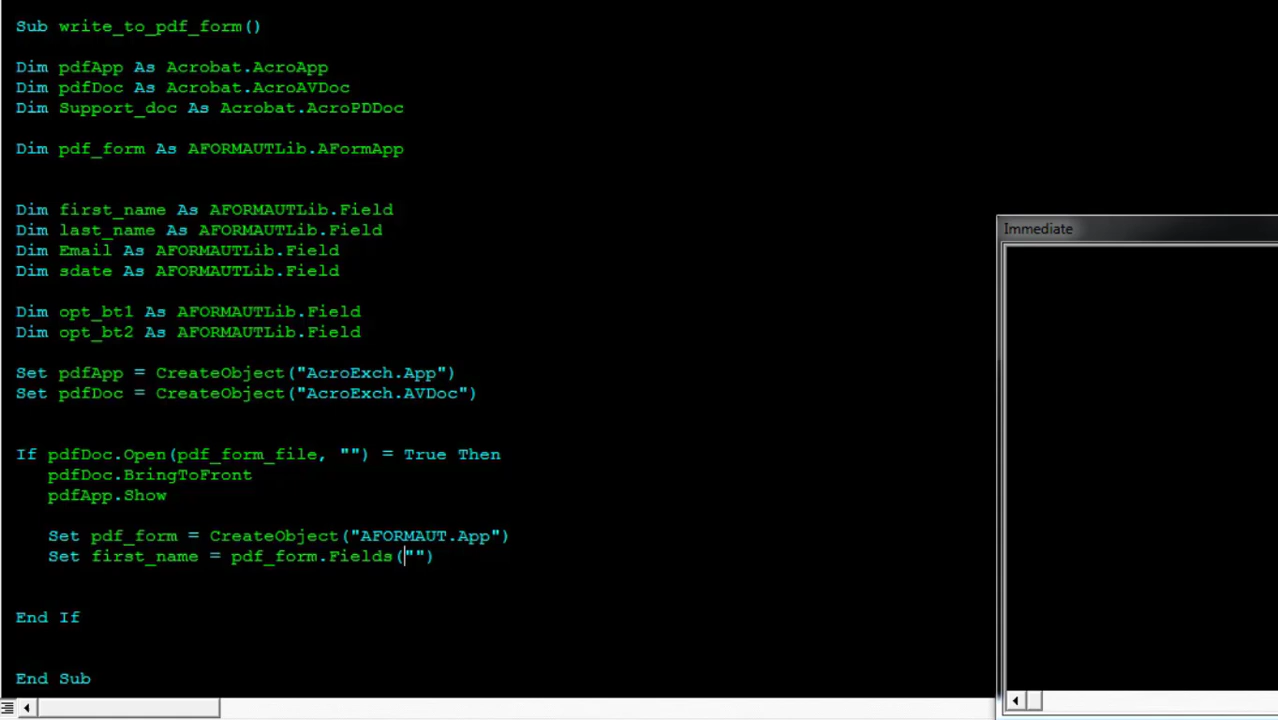 Sub write_to_pdf_form()
Dim pdfApp As Acrobat.AcroApp
Dim pdfDoc As Acrobat.AcroAVDoc
Dim Support_doc As Acrobat.AcroPDDoc
Dim pdf_form As AFORMAUTLib.AFormApp
Dim first_name As AFORMAUTLib.Field
Dim last_name As AFORMAUTLib.Field
Dim Email As AFORMAUTLib.Field
Dim sdate As AFORMAUTLib.Field
Dim opt_bt1 As AFORMAUTLib.Field
Dim opt_bt2 As AFORMAUTLib.Field
Set pdfApp = CreateObject("AcroExch.App")
Set pdfDoc = CreateObject("AcroExch.AVDoc")
If pdfDoc.Open(pdf_form_file, "") = True Then
pdfDoc.BringToFront
pdfApp.Show
Set pdf_form = CreateObject("AFORMAUT.App")
Set first_name = pdf_form.Fields("")
End If
End Sub
Immediate